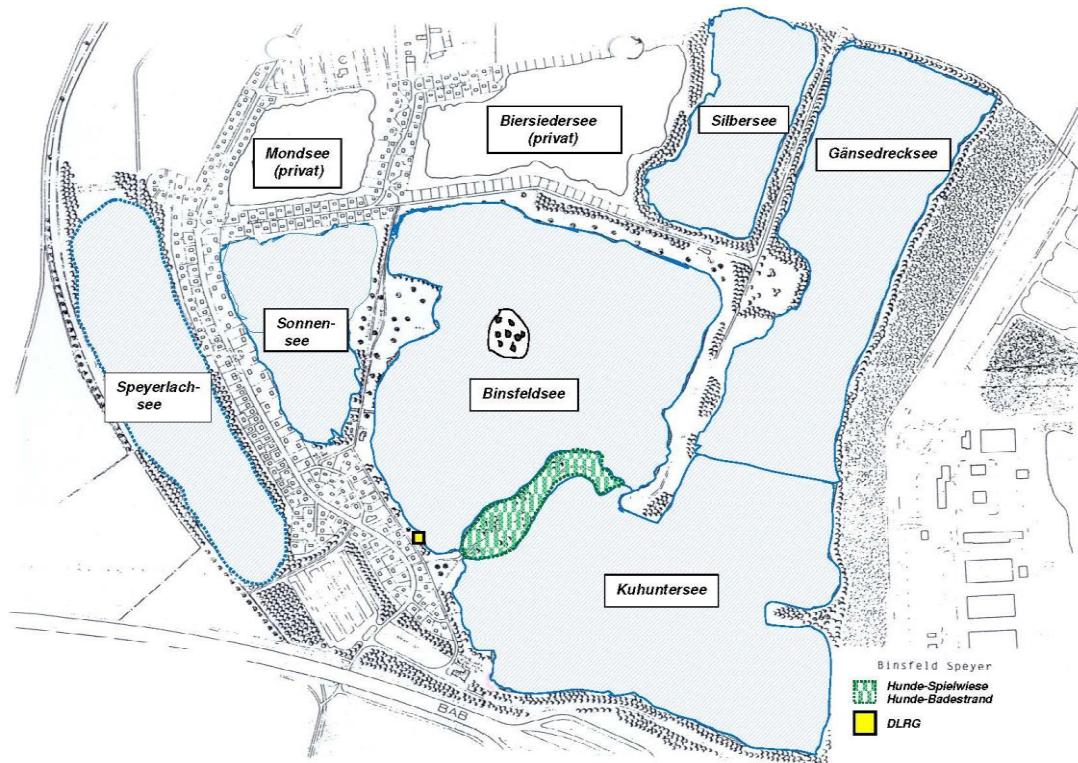 Silbersee
Biersiedersee
(privat)
Mondsee
(privat)
Gänsedrecksee
Sonnen-
see
Speyerlach-
see
Binsfeldsee
Kuhuntersee
BAB
Binsfeld Speyer
Hunde-Spielwiese
Hunde-Badestrand
DLRG